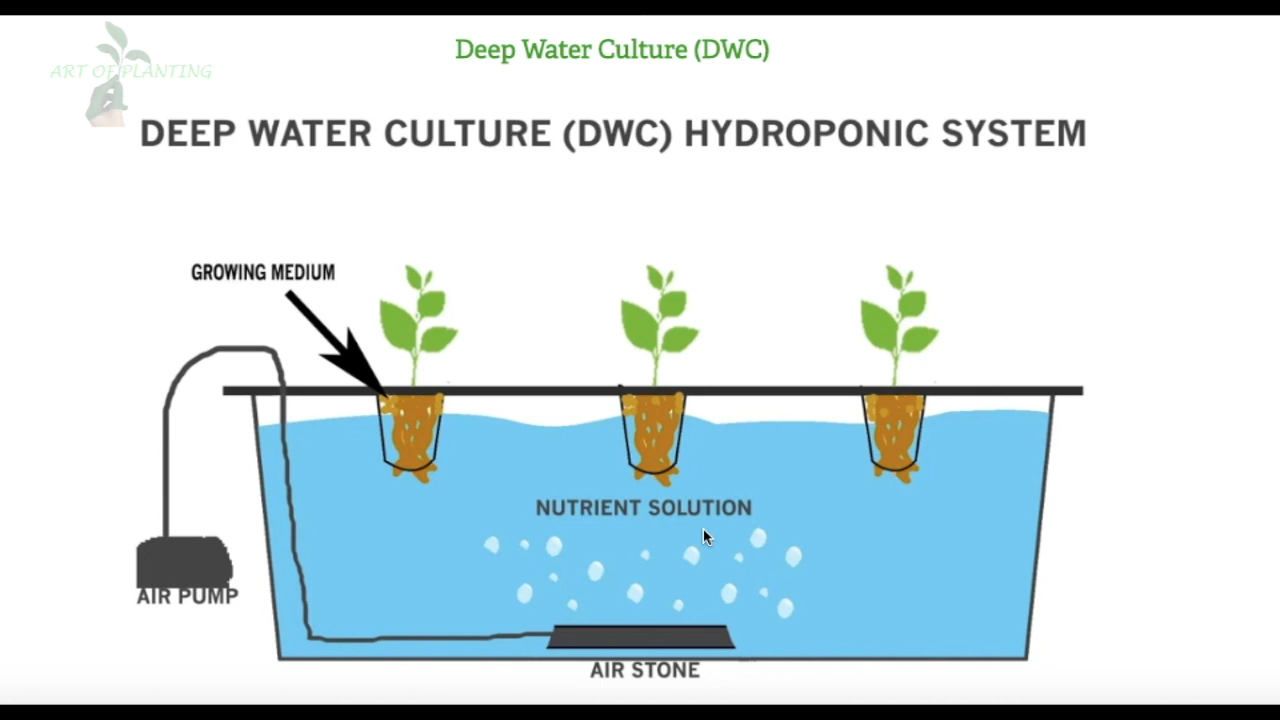 Deep Water Culture (DWC)
ART OF PLANTING
DEEP WATER CULTURE (DWC) HYDROPONIC SYSTEM
GROWING MEDIUM
NUTRIENT SOLUTION
AIR PUMP
AIR STONE